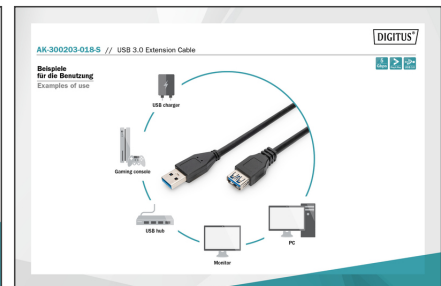 DIGITUS®
AK-300203-018-S // USB 3.0 Extension Cable
Beispiele
für die Benutzung
Examples of use
USB charger
Gaming console
USB hub
Monitor
PC